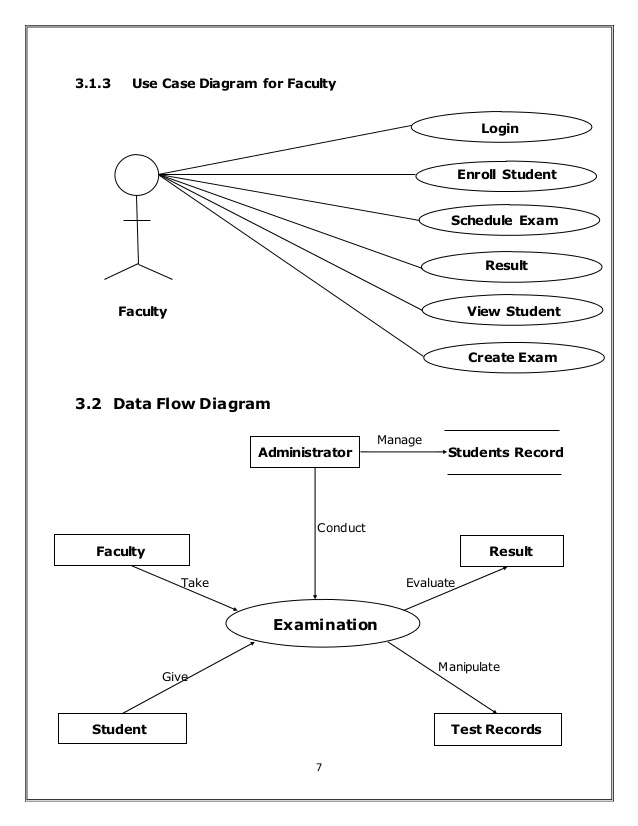 3.1.3 Use Case Diagram for Faculty
Login
Enroll Student
Schedule Exam
Result
View Student
Create Exam
Faculty
3.2 Data Flow Diagram
Administrator
Manage
Students Record
Conduct
Faculty
Result
Take
Evaluate
Examination
Give
Manipulate
Student
Test Records
7